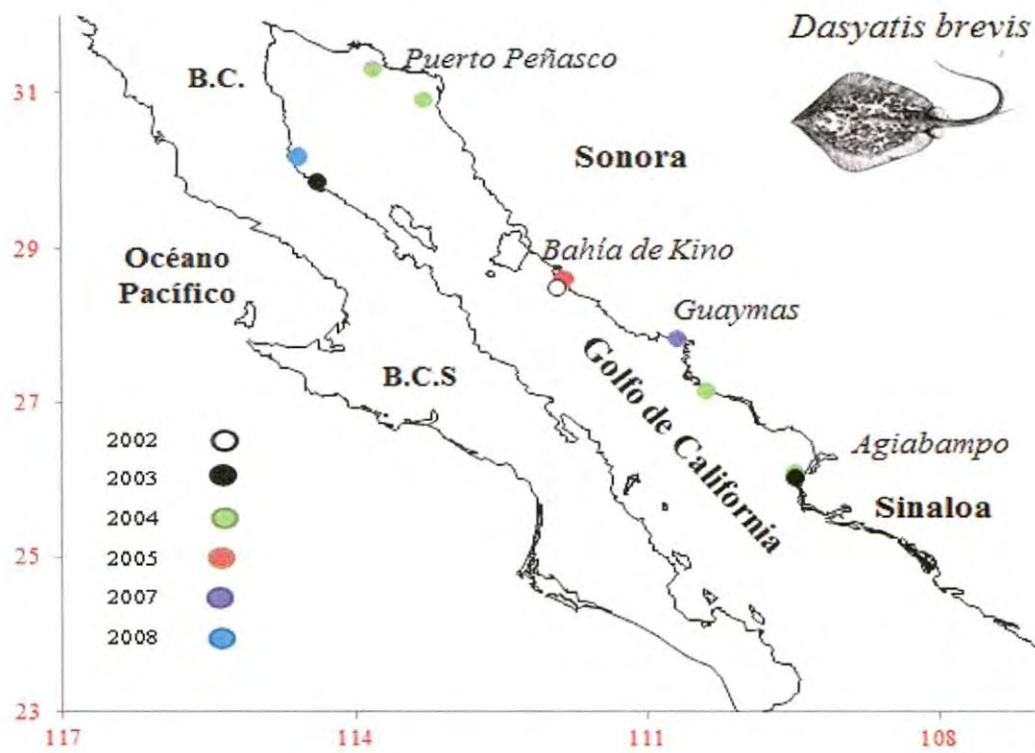 Dasyatis brevis
Puerto Peñasco
B.C.
31
Sonora
29
Bahía de Kino
Océano
Pacífico
Guaymas
Golfo de California
B.C.S
27
2002
2003
2004
2005
2007
2008
Agiabampo
Sinaloa
25
23
117
114
111
108